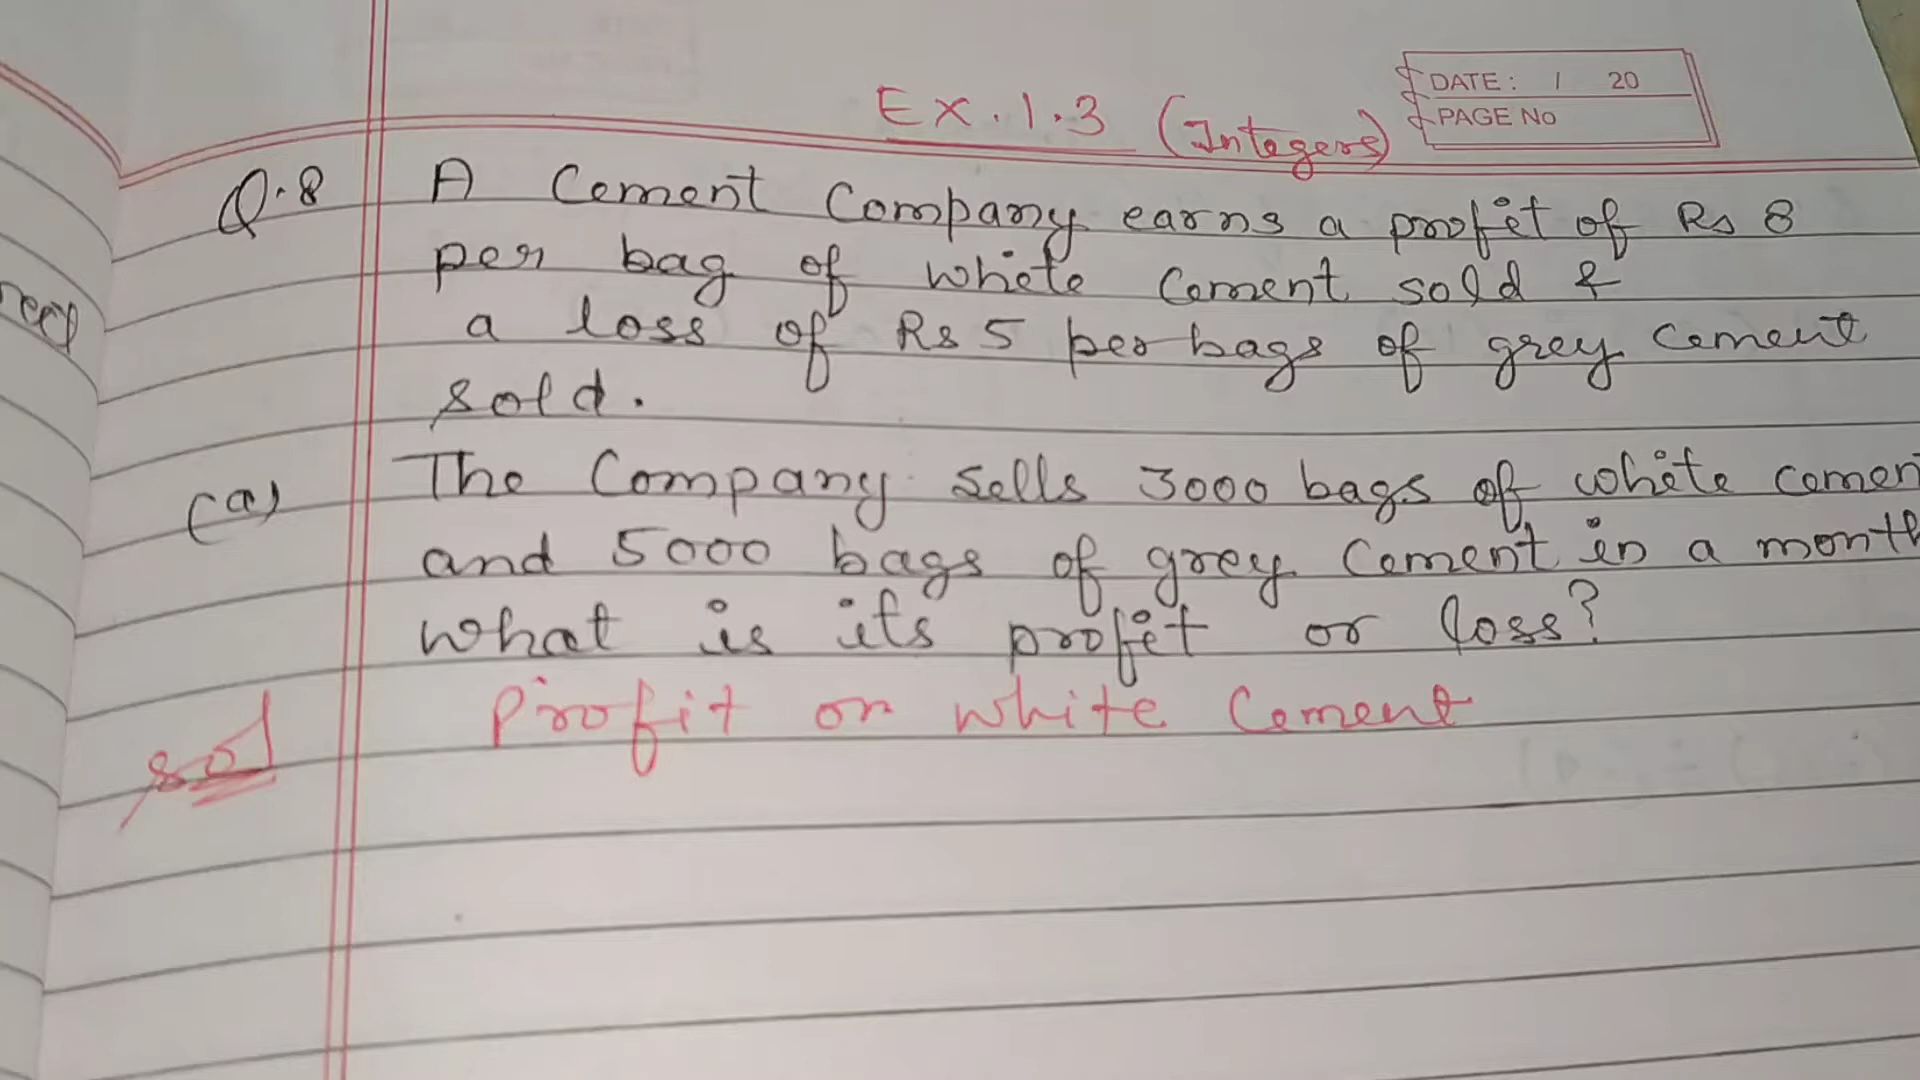 DATE: / 20
PAGE No
Ex. 1.3 (Integers)
Q.8 A Cement Company earns a profit of Rs 8
per bag of white Cement sold &
a loss of Rs 5 per bags of grey cement
sold.
(a) The Company sells 3000 bags of white cemen
and 5000 bags of grey Cement in a month
what is its profit or loss?
Sol Profit on white Cement